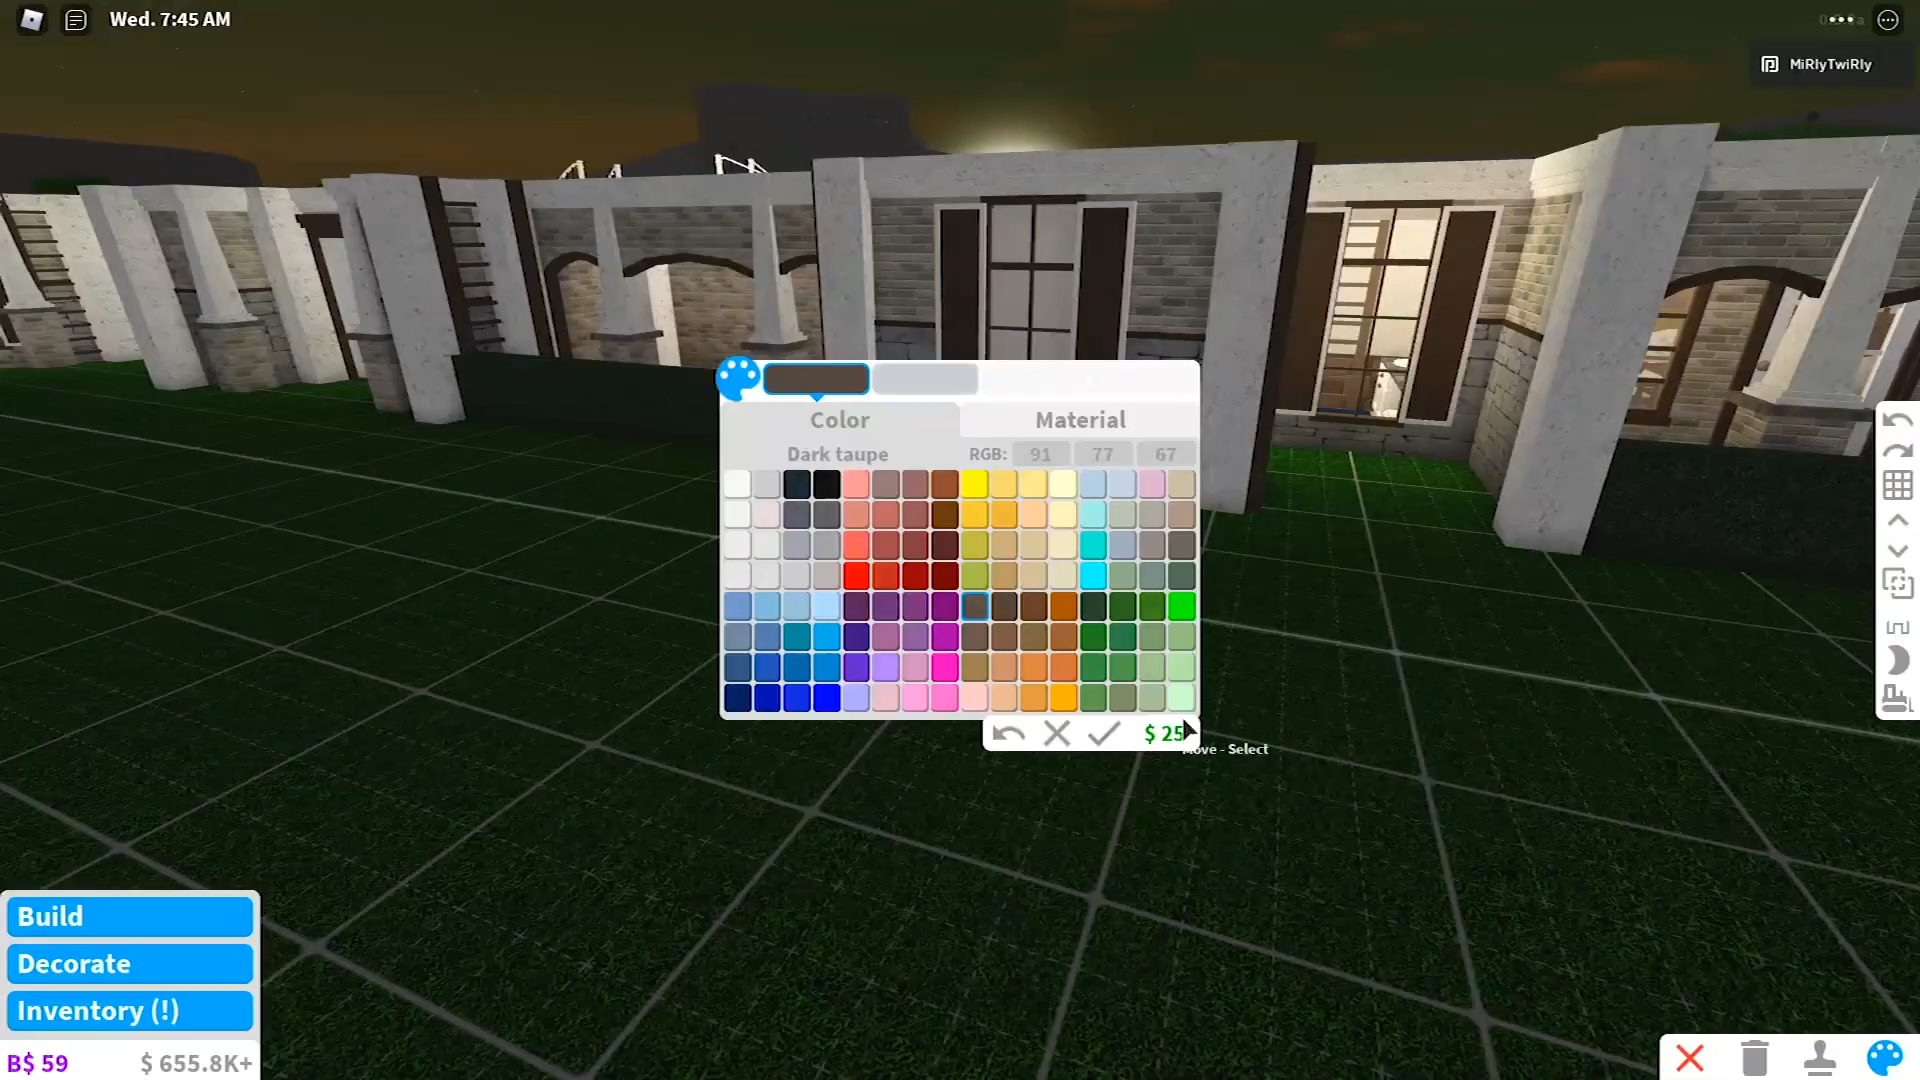 Wed. 7:45 AM
MiRlyTwiRly
Color
Material
Dark taupe
RGB: 91 77 67
$ 25
Move - Select
Build
Decorate
Inventory (!)
B$ 59
$ 655.8K+